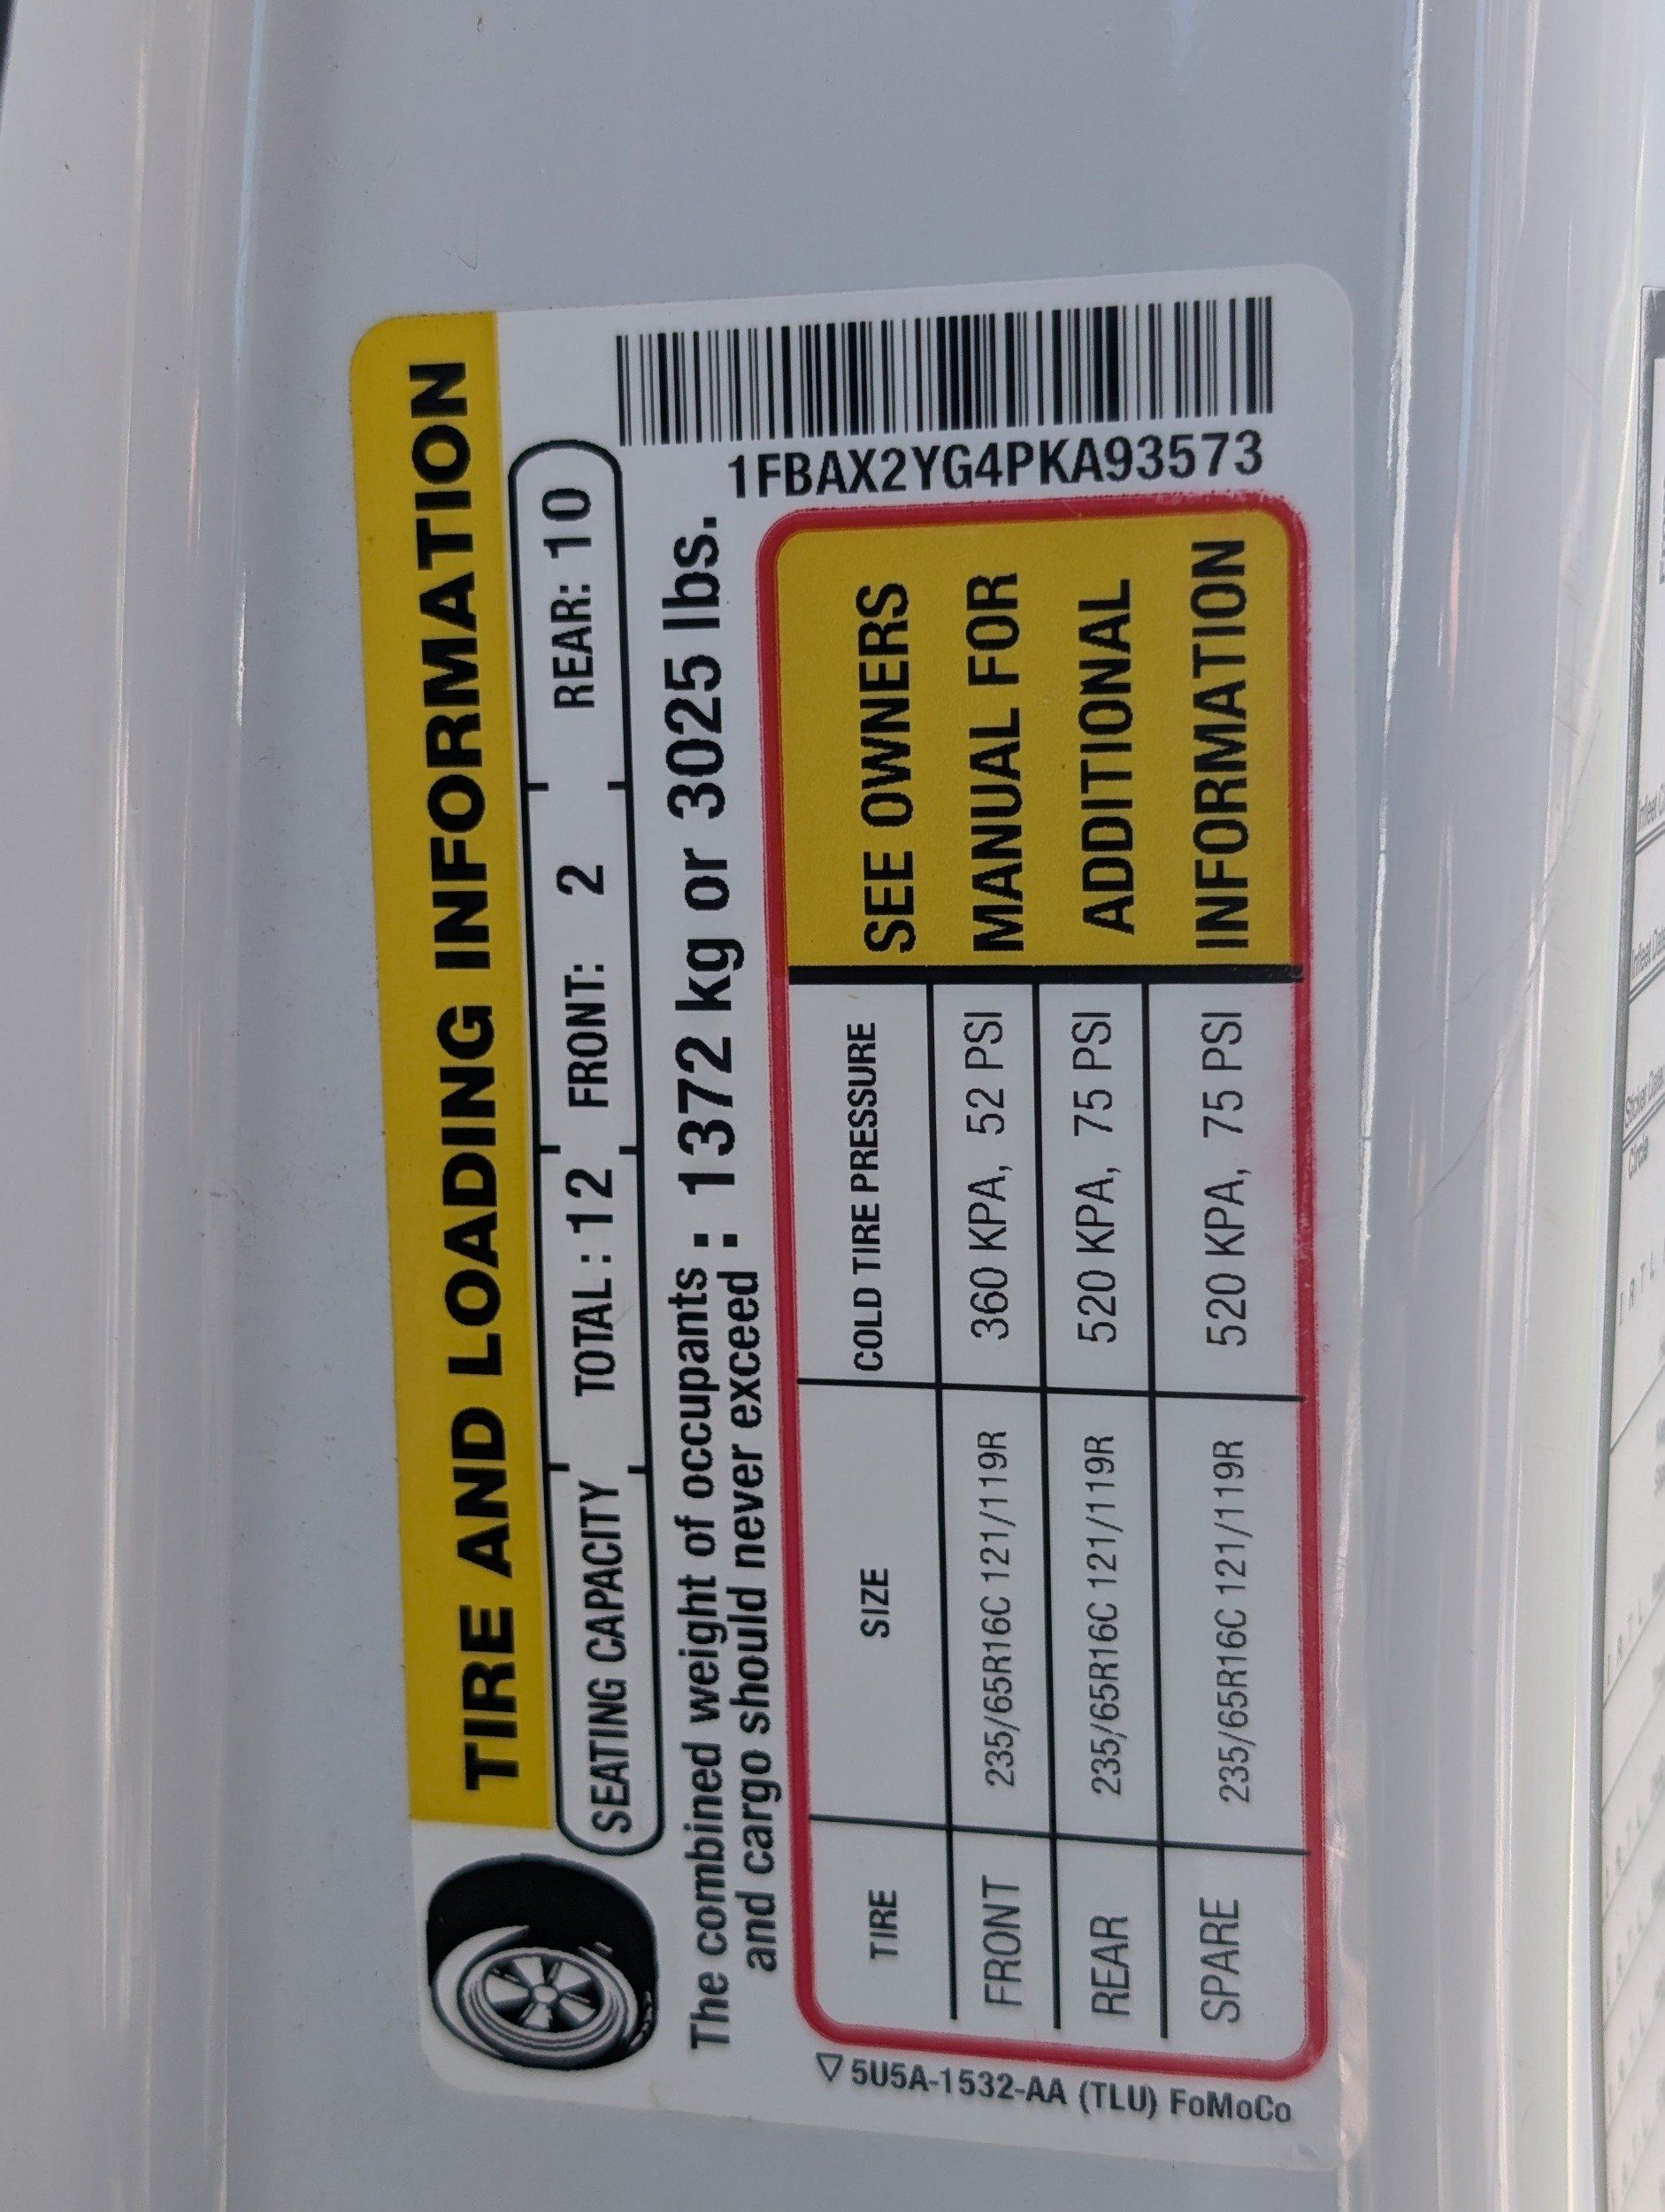 TIRE AND LOADING INFORMATION
SEATING CAPACITY TOTAL : 12 FRONT: 2 REAR: 10
The combined weight of occupants : 1372 kg or 3025 lbs.
and cargo should never exceed :
1FBAX2YG4PKA93573
TIRE SIZE COLD TIRE PRESSURE
FRONT 235/65R16C 121/119R 360 KPA, 52 PSI
REAR 235/65R16C 121/119R 520 KPA, 75 PSI
SPARE 235/65R16C 121/119R 520 KPA, 75 PSI
SEE OWNERS
MANUAL FOR
ADDITIONAL
INFORMATION
5U5A-1532-AA (TLU) FoMoCo
Circle